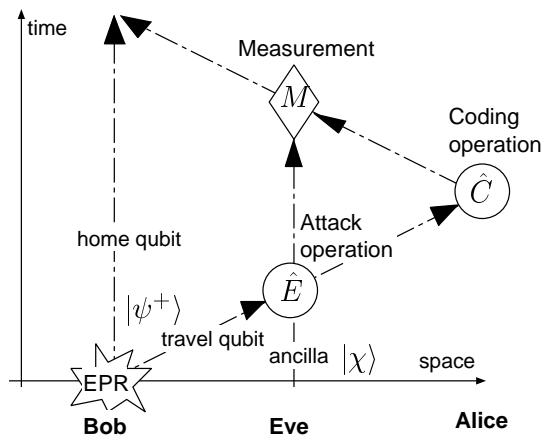 time
Measurement
M
Coding
operation
Ĉ
home qubit
Attack
operation
Ê
|ψ⁺⟩
travel qubit
ancilla |χ⟩
space
EPR
Bob
Eve
Alice